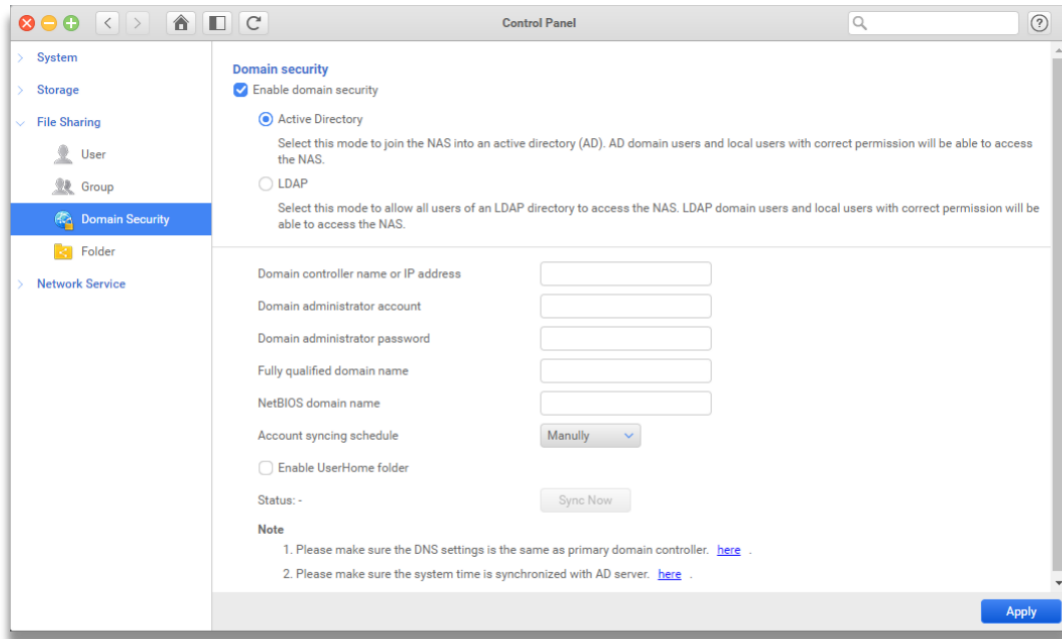 Control Panel
?
System
Storage
File Sharing
User
Group
Domain Security
Folder
Network Service
Domain security
Enable domain security
Active Directory
Select this mode to join the NAS into an active directory (AD). AD domain users and local users with correct permission will be able to access
the NAS.
LDAP
Select this mode to allow all users of an LDAP directory to access the NAS. LDAP domain users and local users with correct permission will be
able to access the NAS.
Domain controller name or IP address
Domain administrator account
Domain administrator password
Fully qualified domain name
NetBIOS domain name
Account syncing schedule Manully
Enable UserHome folder
Status: - Sync Now
Note
1. Please make sure the DNS settings is the same as primary domain controller. here .
2. Please make sure the system time is synchronized with AD server. here .
Apply